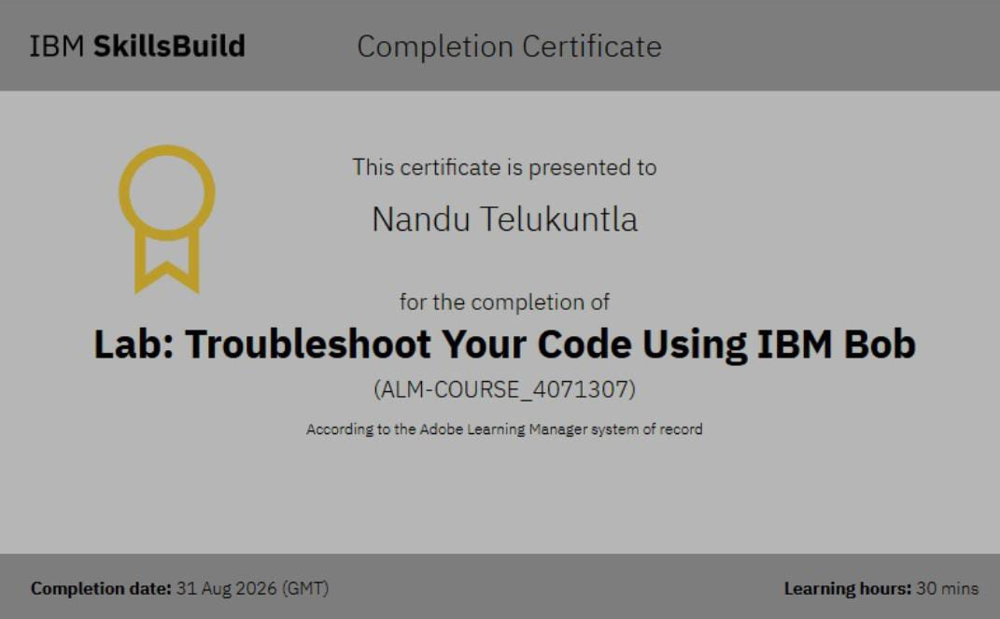 IBM SkillsBuild
Completion Certificate
This certificate is presented to
Nandu Telukuntla
for the completion of
Lab: Troubleshoot Your Code Using IBM Bob
(ALM-COURSE_4071307)
According to the Adobe Learning Manager system of record
Completion date: 31 Aug 2026 (GMT)
Learning hours: 30 mins